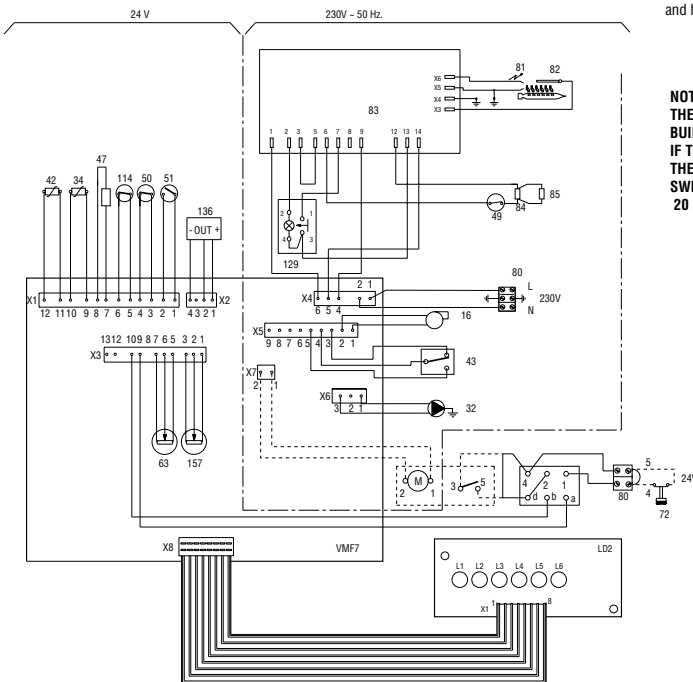 24 V 230V ~ 50 Hz.
and h
NOT
THE
BUI
IF T
THE
SWI
20
X6
X5
X4
X3
81 82
83
1 2 3 5 6 7 8 9 12 13 14
42 34 47 114 50 51
136
- OUT +
2 1
4 3
129
49 84 85
X1 12 11 10 9 8 7 6 5 4 3 2 1
X2 4 3 2 1
X4 6 5 4 2 1
80
L
230V
N
X5 9 8 7 6 5 4 3 2 1
16
X3 13 12 10 9 8 7 6 5 3 2 1
43
X7 2 1
X6 3 2 1
32
63 157
M
2 1
3 5
4 2 1
d b a
80
5
4
24V
72
X8 VMF7
LD2
L1 L2 L3 L4 L5 L6
X1 1 8